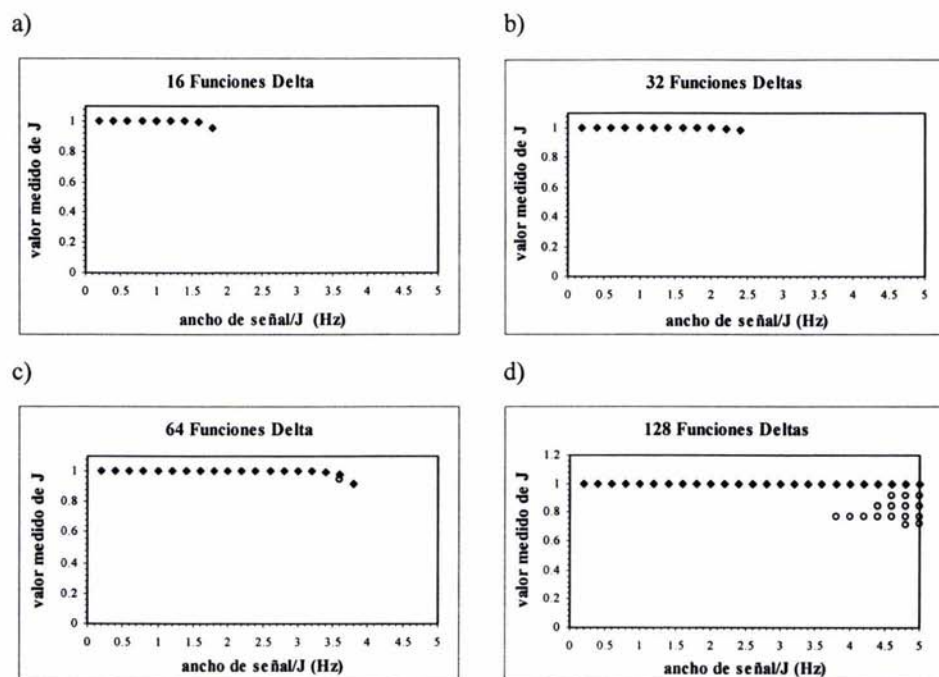 a)
16 Funciones Delta
valor medido de J
1
0.8
0.6
0.4
0.2
0
0 0.5 1 1.5 2 2.5 3 3.5 4 4.5 5
ancho de señal/J (Hz)
b)
32 Funciones Deltas
valor medido de J
1
0.8
0.6
0.4
0.2
0
0 0.5 1 1.5 2 2.5 3 3.5 4 4.5 5
ancho de señal/J (Hz)
c)
64 Funciones Delta
valor medido de J
1
0.8
0.6
0.4
0.2
0
0 0.5 1 1.5 2 2.5 3 3.5 4 4.5 5
ancho de señal/J (Hz)
d)
128 Funciones Deltas
valor medido de J
1.2
1
0.8
0.6
0.4
0.2
0
0 0.5 1 1.5 2 2.5 3 3.5 4 4.5 5
ancho de señal/J (Hz)